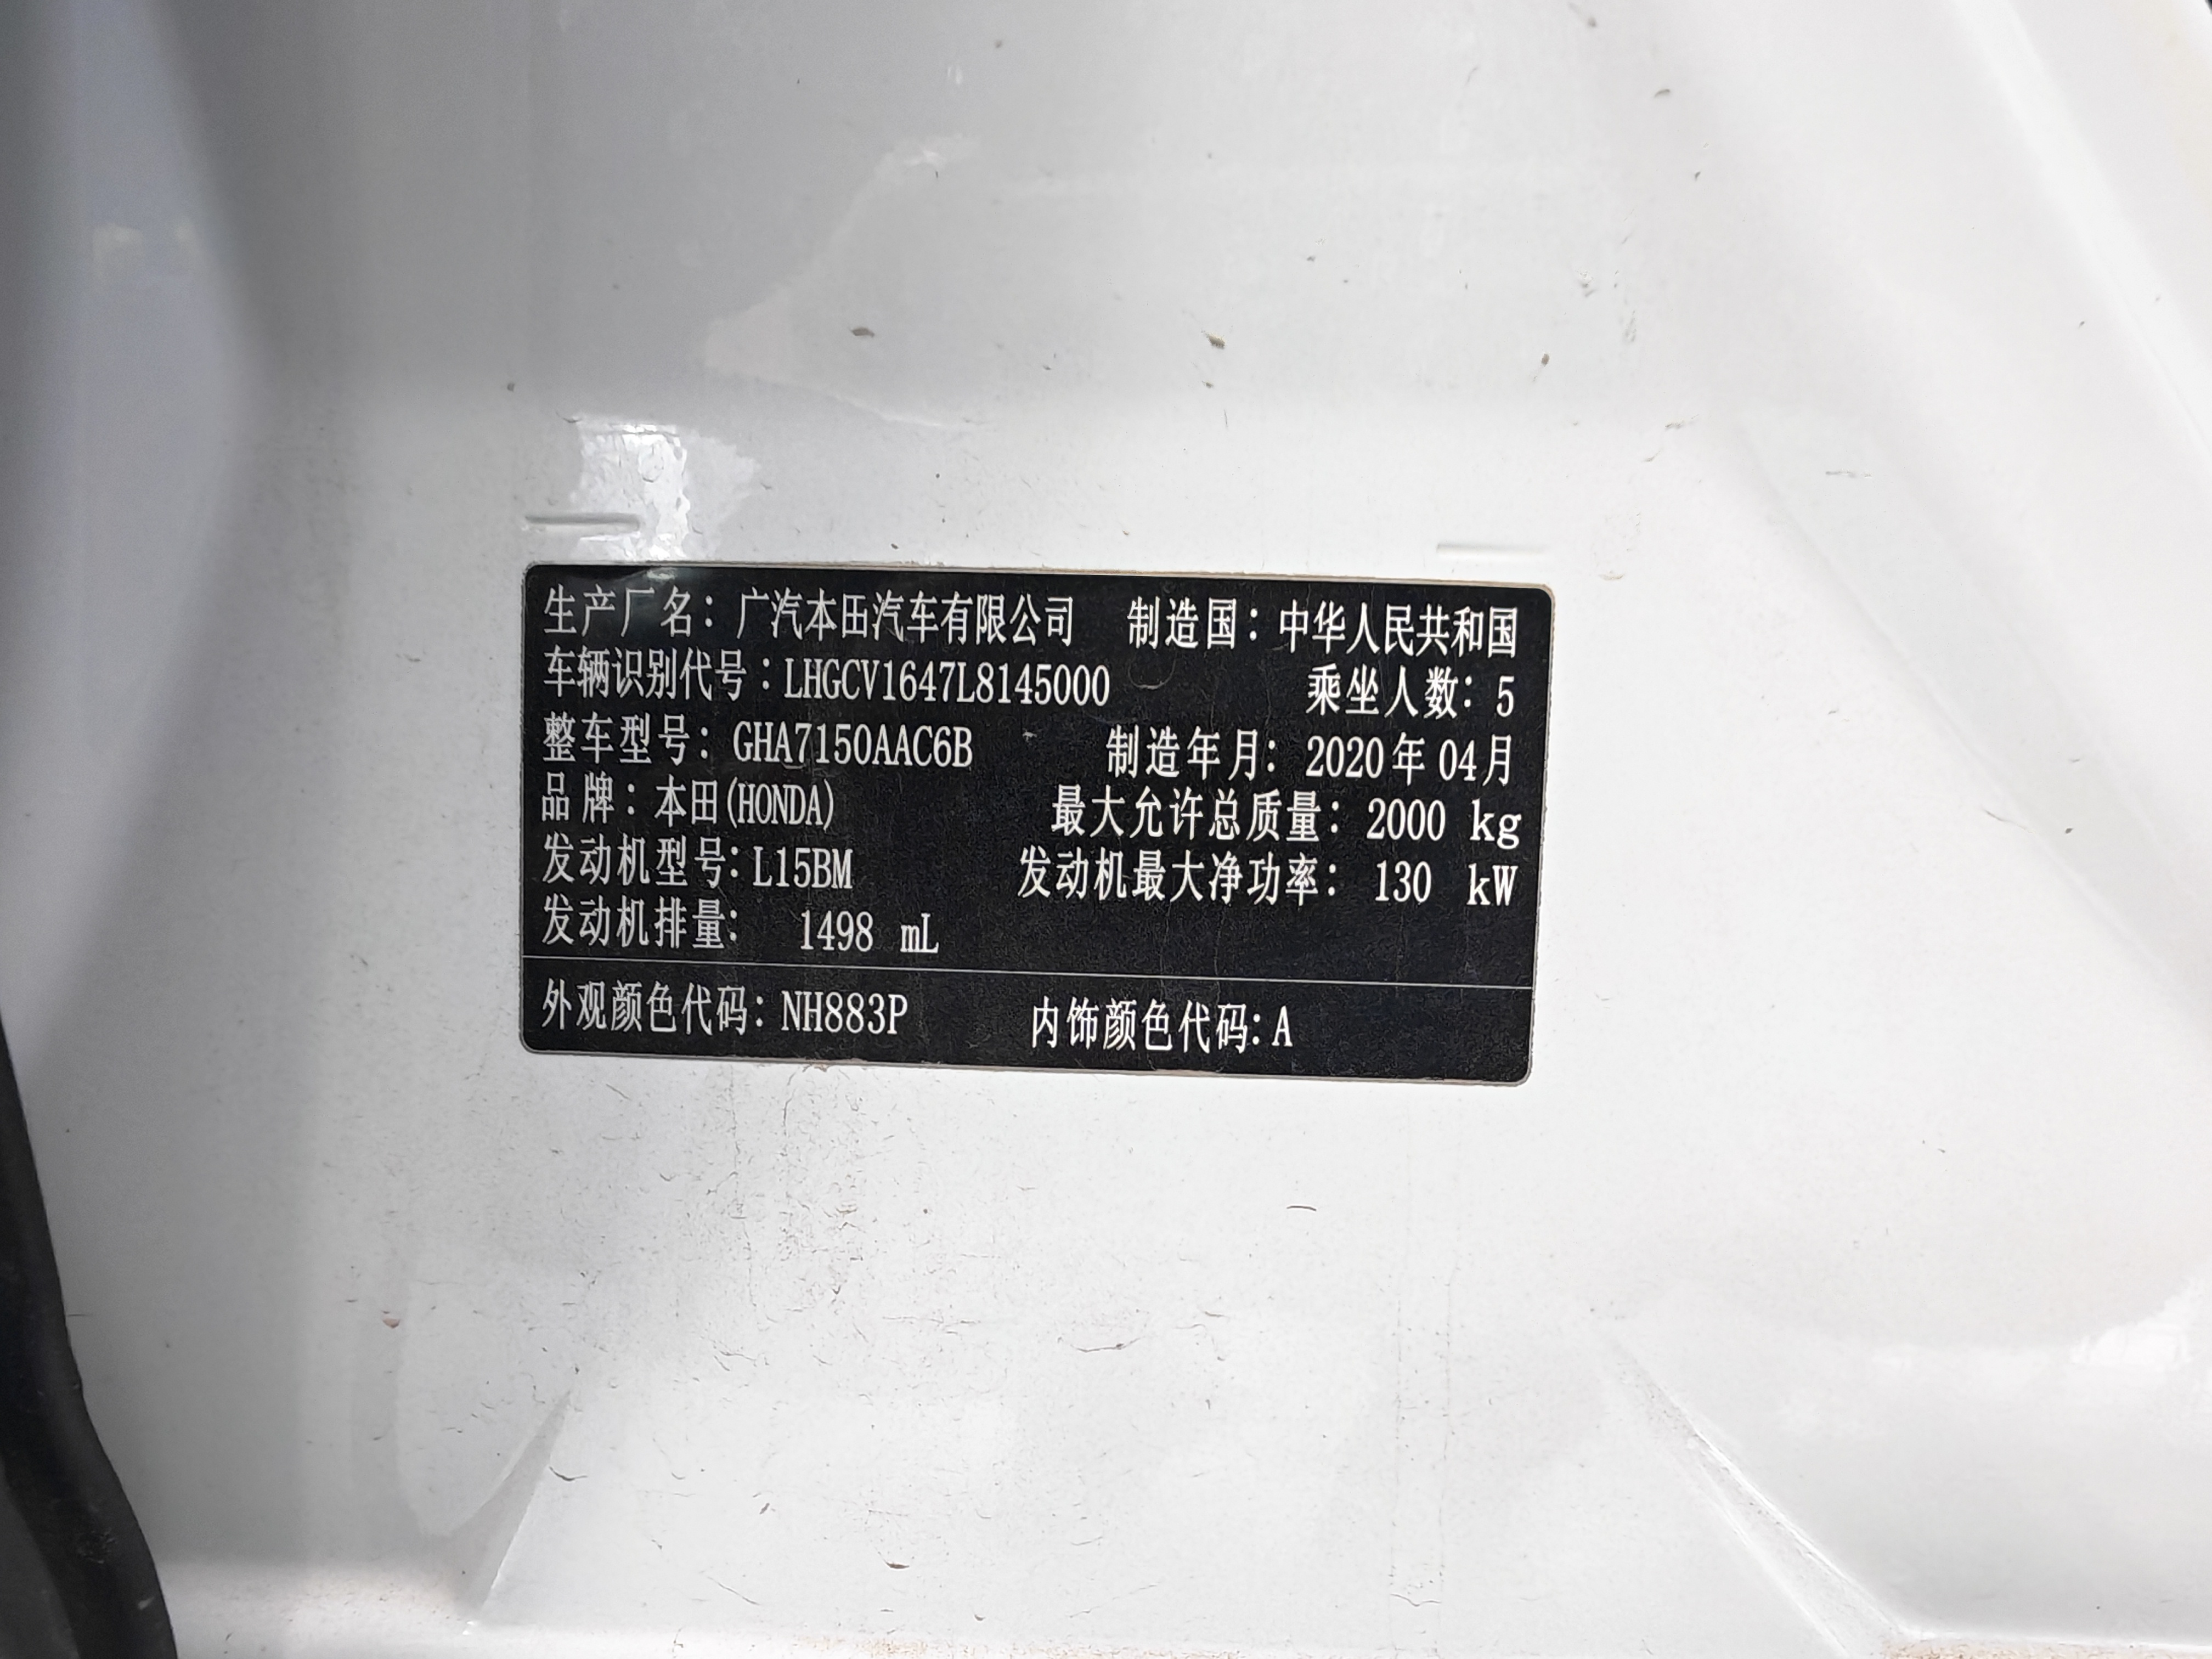 生产厂名：广汽本田汽车有限公司 制造国：中华人民共和国
车辆识别代号：LHGCV1647L8145000 乘坐人数：5
整车型号：GHA7150AAC6B 制造年月：2020年04月
品牌：本田(HONDA) 最大允许总质量：2000 kg
发动机型号：L15BM 发动机最大净功率：130 kW
发动机排量：1498 mL
外观颜色代码：NH883P 内饰颜色代码：A